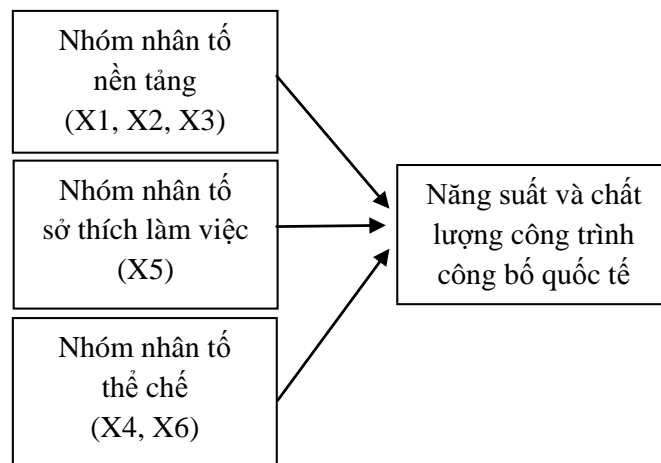 Nhóm nhân tố
nền tảng
(X1, X2, X3)
Nhóm nhân tố
sở thích làm việc
(X5)
Nhóm nhân tố
thể chế
(X4, X6)
Năng suất và chất
lượng công trình
công bố quốc tế